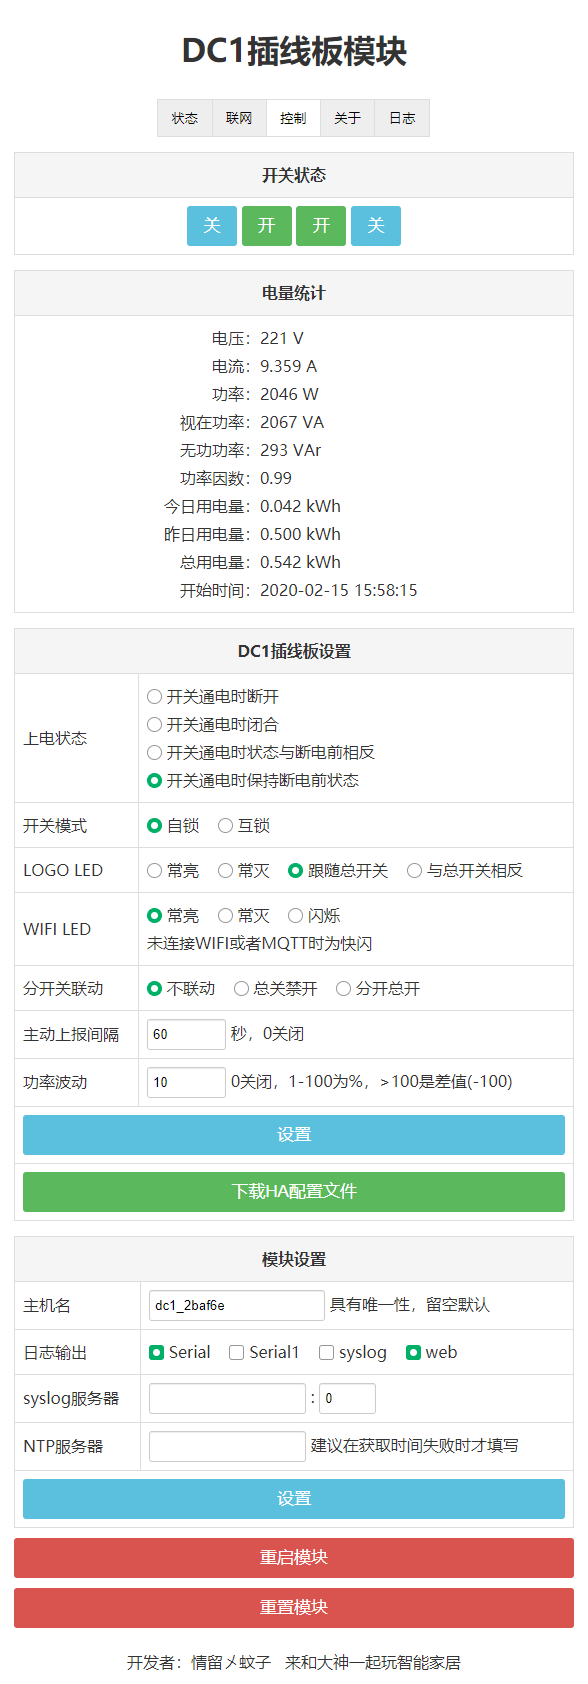 DC1插线板模块
状态 联网 控制 关于 日志
开关状态
关 开 开 关
电量统计
电压：221 V
电流：9.359 A
功率：2046 W
视在功率：2067 VA
无功功率：293 VAr
功率因数：0.99
今日用电量：0.042 kWh
昨日用电量：0.500 kWh
总用电量：0.542 kWh
开始时间：2020-02-15 15:58:15
DC1插线板设置
上电状态
开关通电时断开
开关通电时闭合
开关通电时状态与断电前相反
开关通电时保持断电前状态
开关模式 自锁 互锁
LOGO LED 常亮 常灭 跟随总开关 与总开关相反
WIFI LED 常亮 常灭 闪烁
未连接WIFI或者MQTT时为快闪
分开关联动 不联动 总关禁开 分开总开
主动上报间隔 60 秒，0关闭
功率波动 10 0关闭，1-100为%，>100是差值(-100)
设置
下载HA配置文件
模块设置
主机名 dc1_2baf6e 具有唯一性，留空默认
日志输出 Serial Serial1 syslog web
syslog服务器 : 0
NTP服务器 建议在获取时间失败时才填写
设置
重启模块
重置模块
开发者：情留メ蚊子 来和大神一起玩智能家居